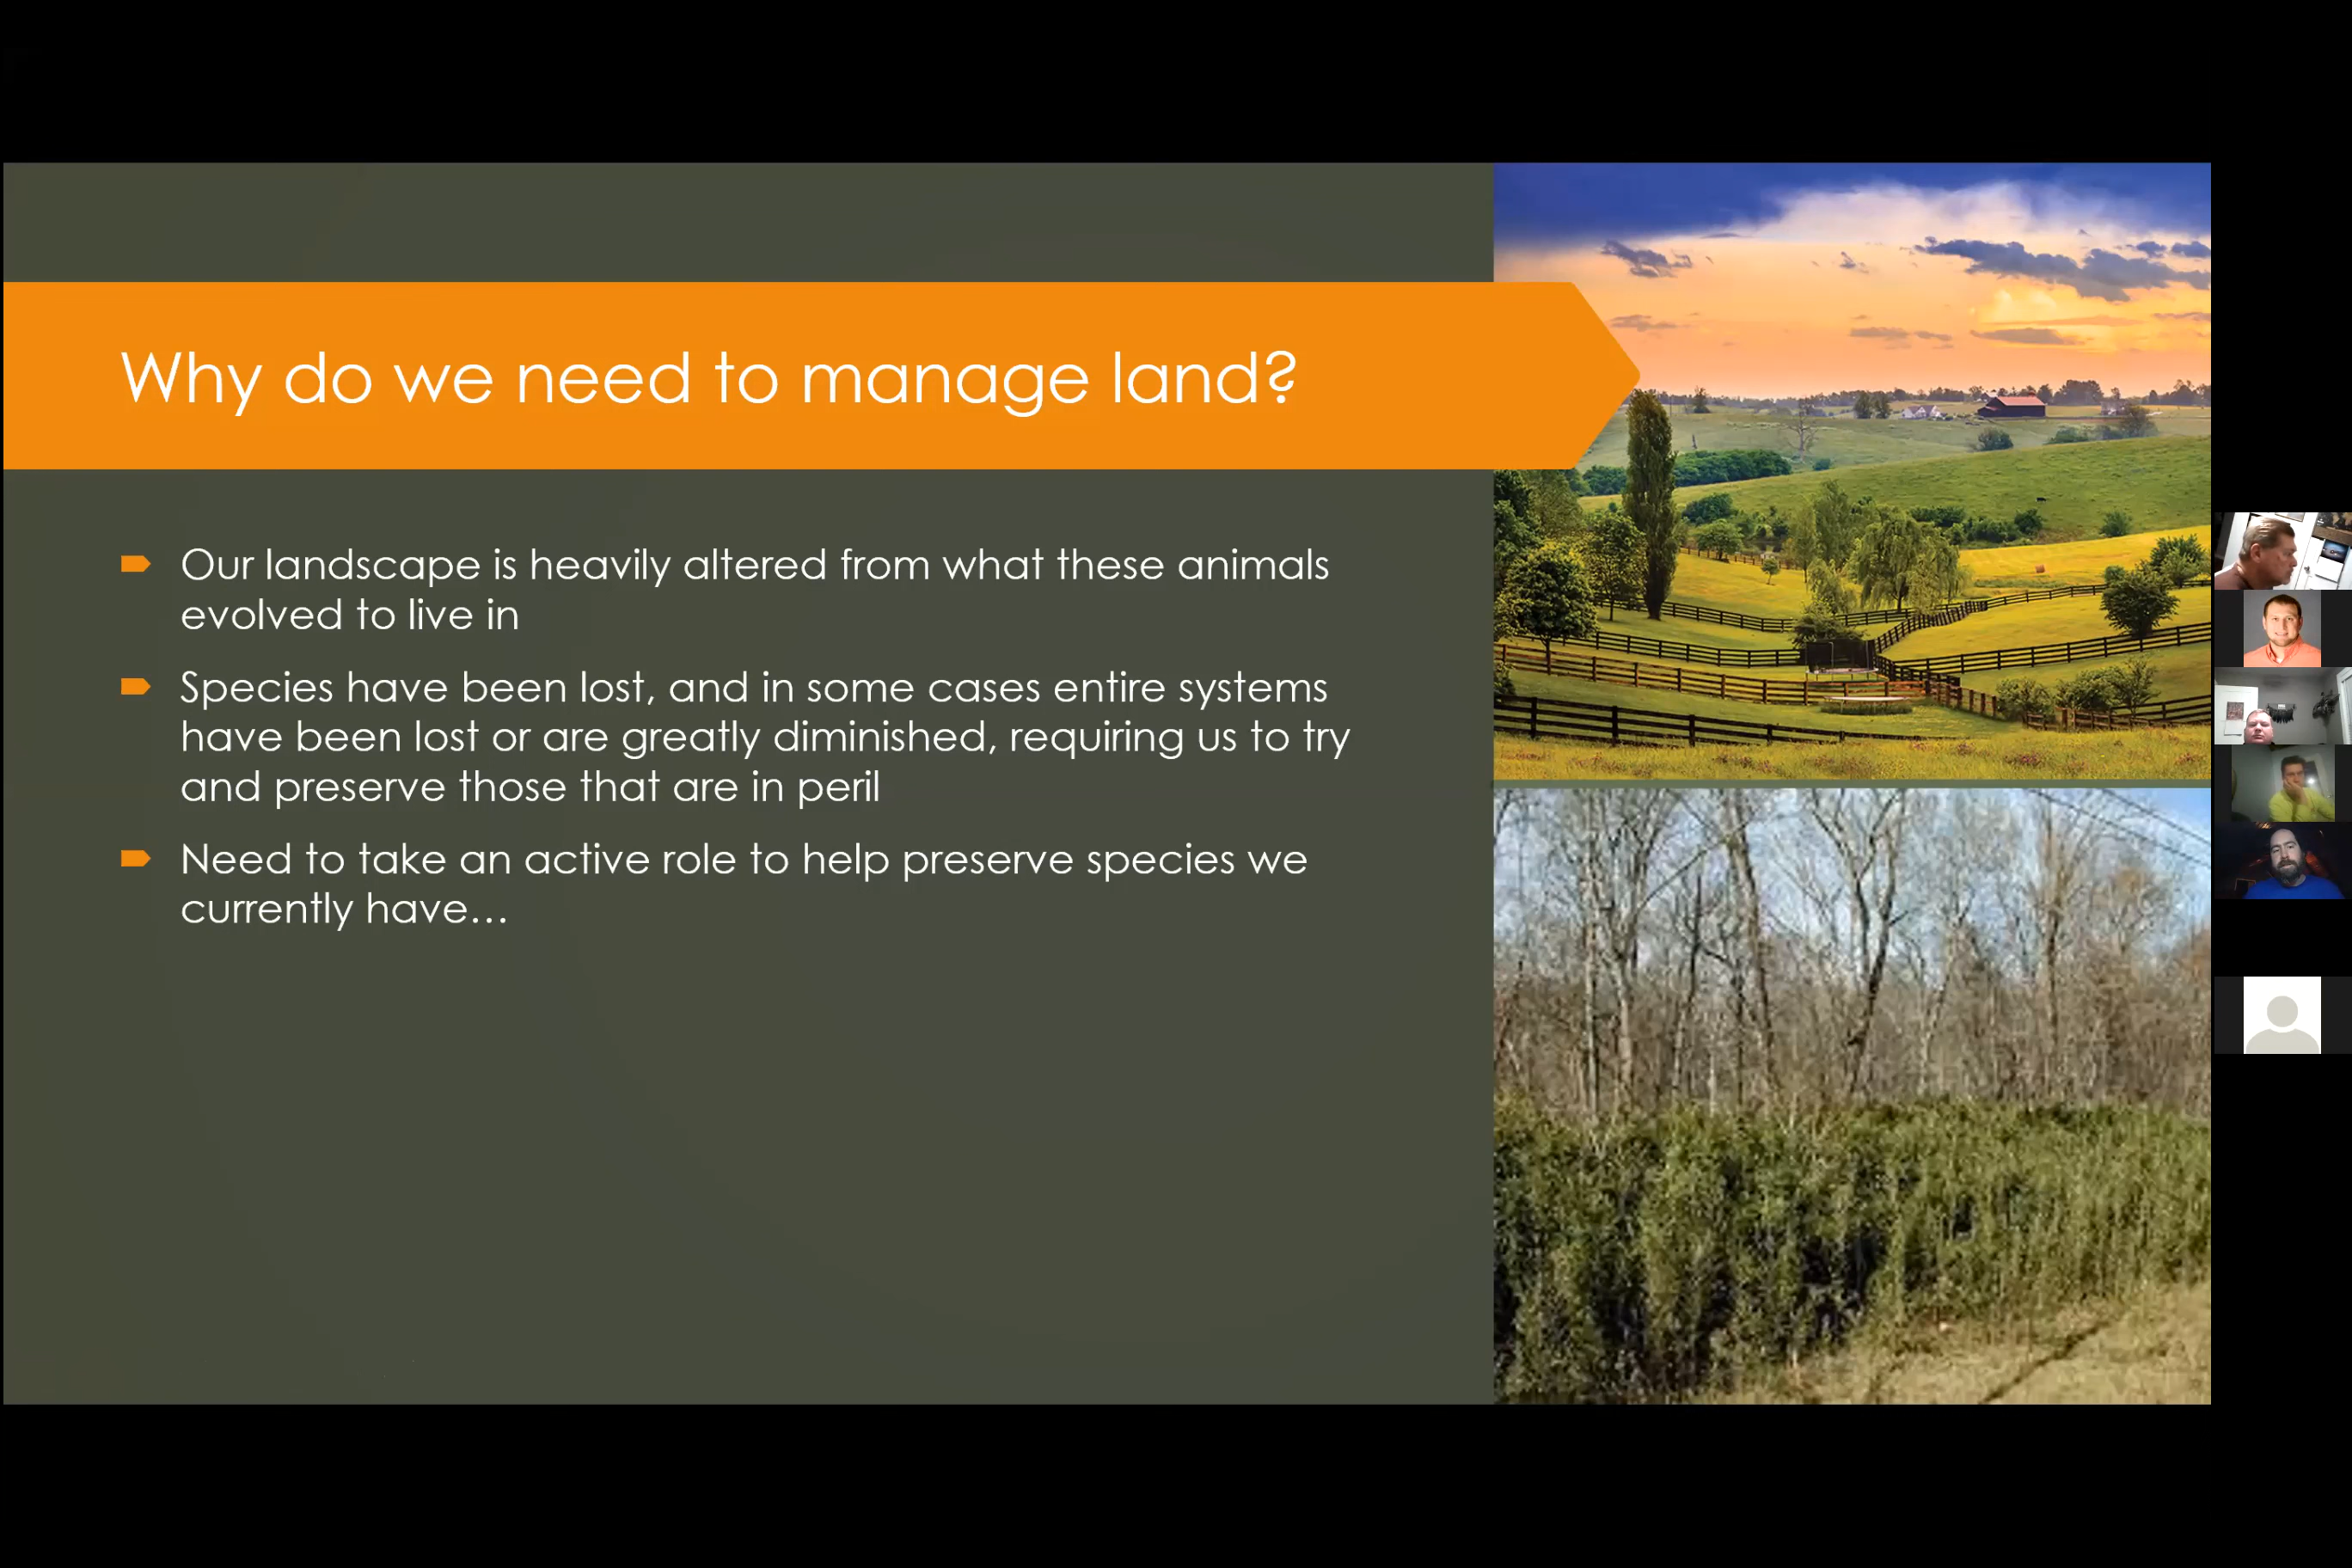 Why do we need to manage land?
Our landscape is heavily altered from what these animals
evolved to live in
Species have been lost, and in some cases entire systems
have been lost or are greatly diminished, requiring us to try
and preserve those that are in peril
Need to take an active role to help preserve species we
currently have…